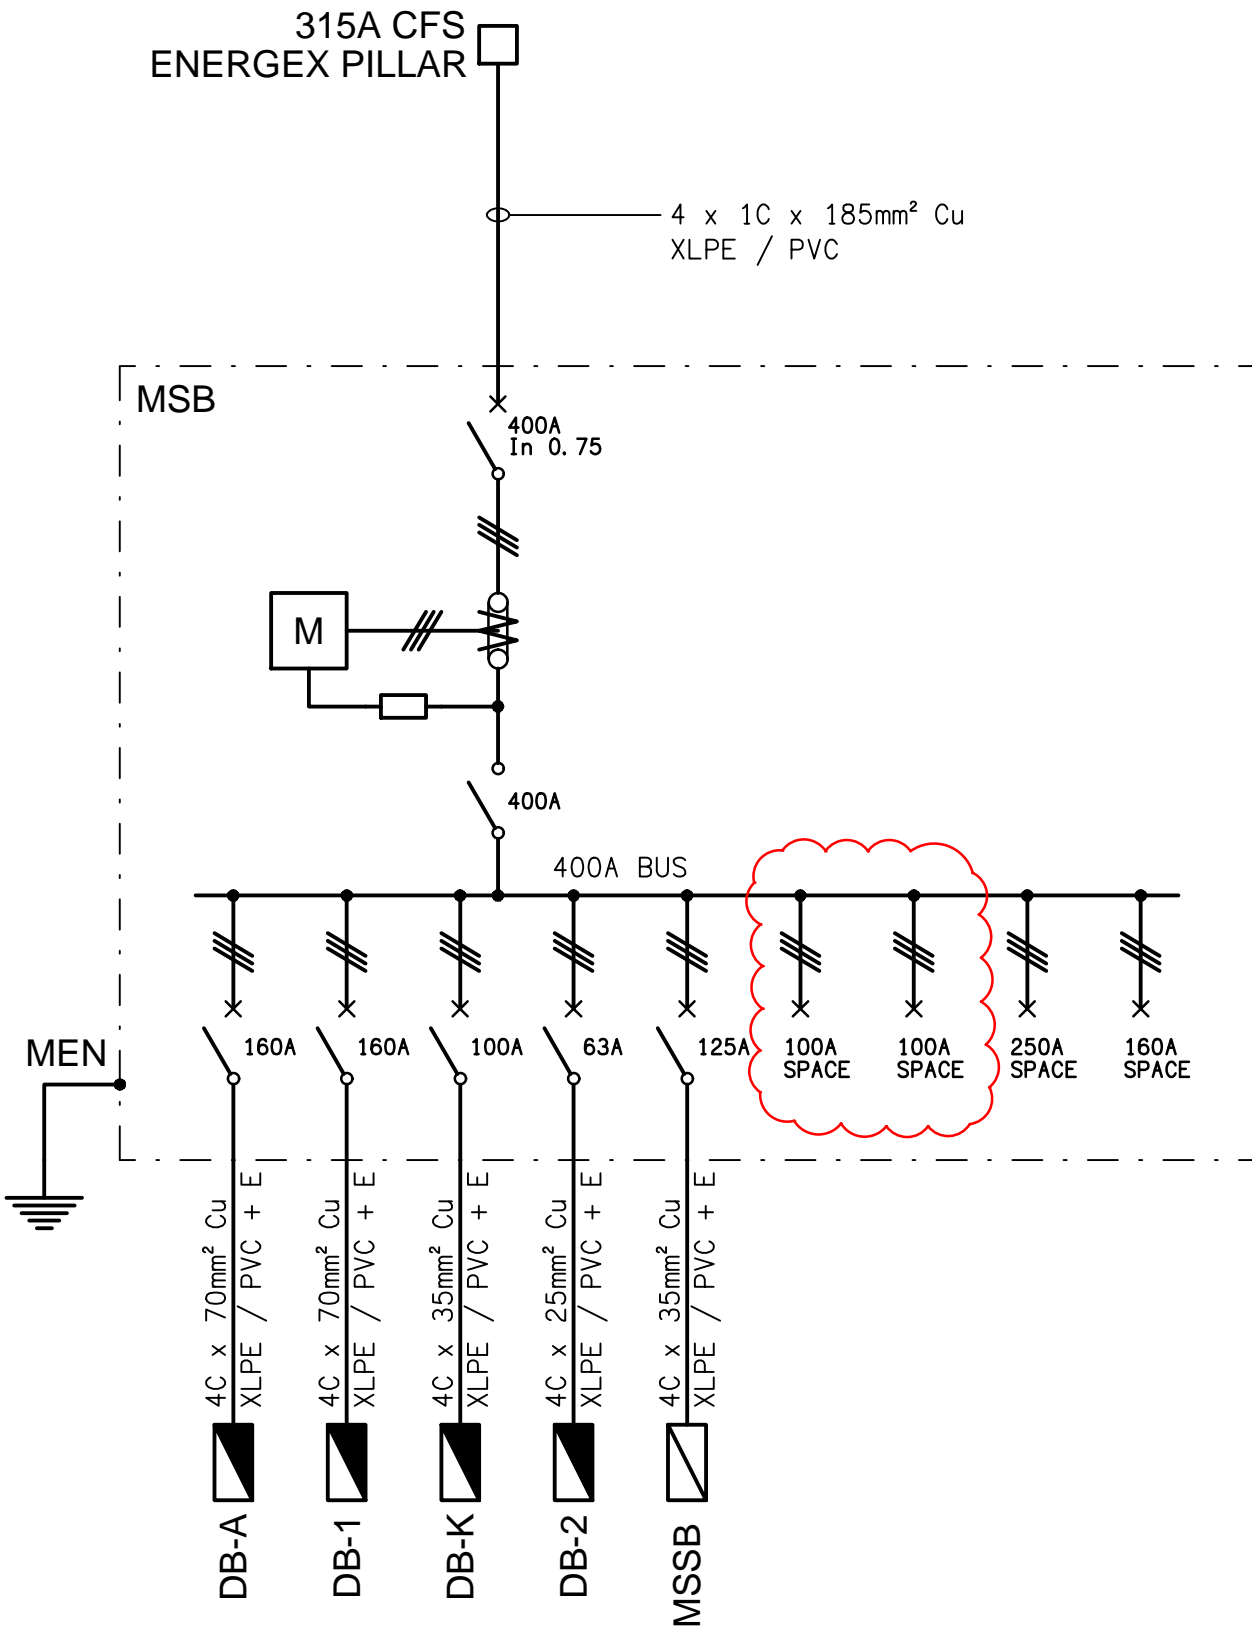 315A CFS
ENERGEX PILLAR
4 x 1C x 185mm² Cu
XLPE / PVC
MSB
400A
In 0.75
M
400A
400A BUS
160A
160A
100A
63A
125A
100A
SPACE
100A
SPACE
250A
SPACE
160A
SPACE
MEN
4C x 70mm² Cu
XLPE / PVC + E
4C x 70mm² Cu
XLPE / PVC + E
4C x 35mm² Cu
XLPE / PVC + E
4C x 25mm² Cu
XLPE / PVC + E
4C x 35mm² Cu
XLPE / PVC + E
DB-A
DB-1
DB-K
DB-2
MSSB